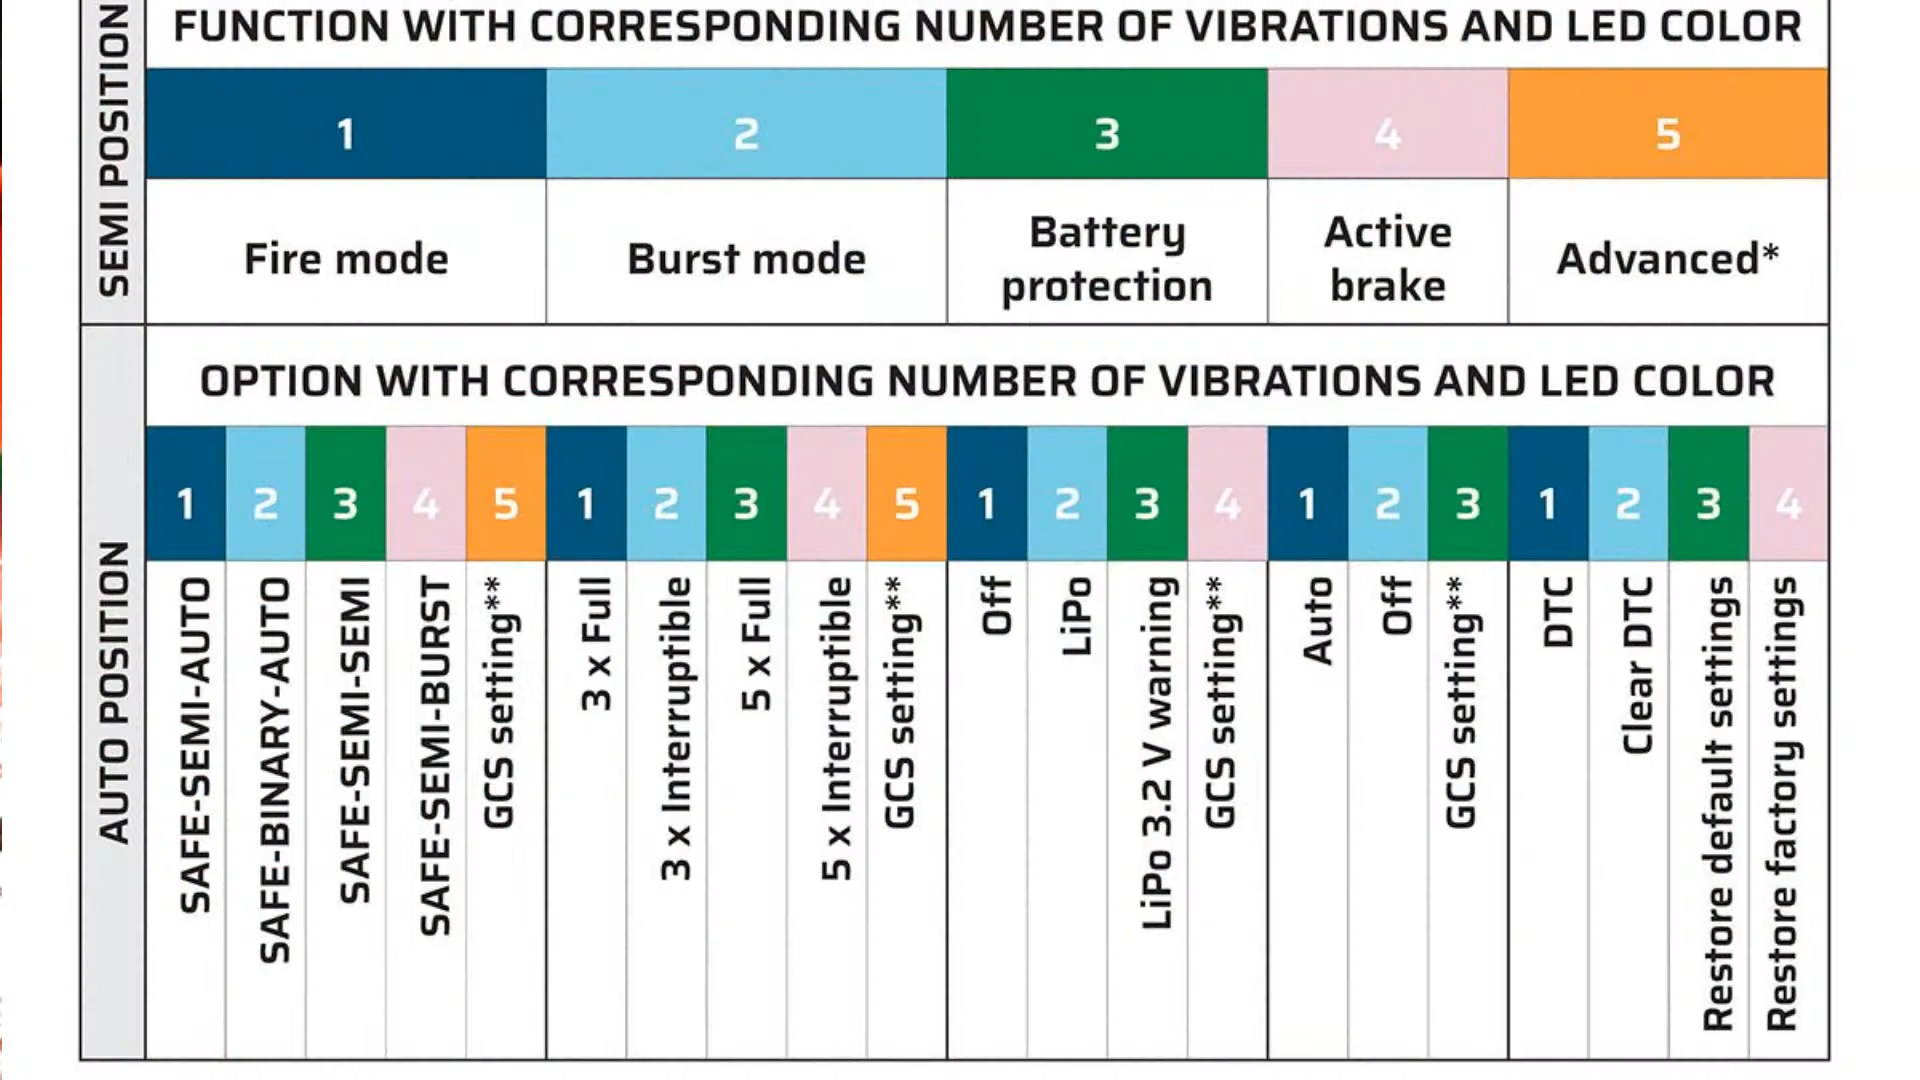 SEMI POSITION
FUNCTION WITH CORRESPONDING NUMBER OF VIBRATIONS AND LED COLOR
1 2 3 4 5
Fire mode
Burst mode
Battery
protection
Active
brake
Advanced*
AUTO POSITION
OPTION WITH CORRESPONDING NUMBER OF VIBRATIONS AND LED COLOR
1 2 3 4 5 1 2 3 4 5 1 2 3 4 1 2 3 1 2 3 4
SAFE-SEMI-AUTO
SAFE-BINARY-AUTO
SAFE-SEMI-SEMI
SAFE-SEMI-BURST
GCS setting**
3 x Full
3 x Interruptible
5 x Full
5 x Interruptible
GCS setting**
Off
LiPo
LiPo 3.2 V warning
GCS setting**
Auto
Off
GCS setting**
DTC
Clear DTC
Restore default settings
Restore factory settings